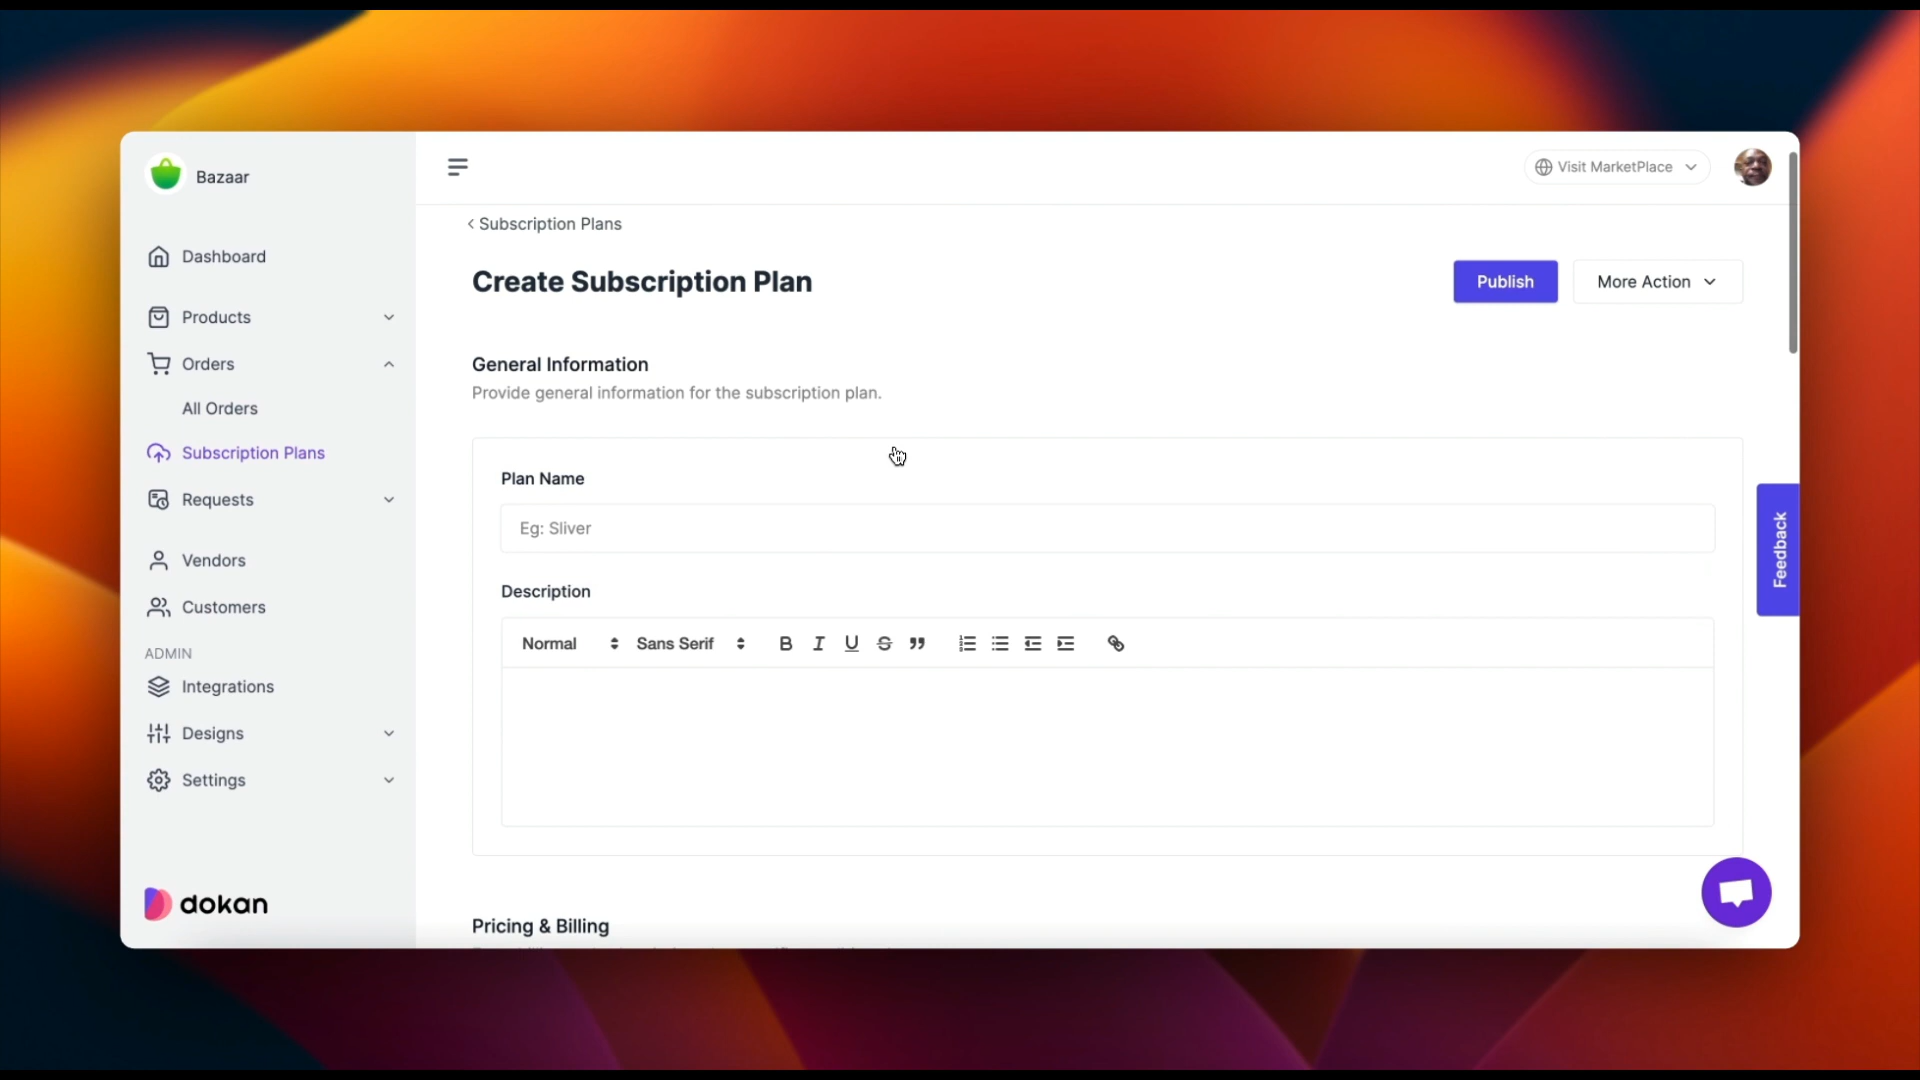 Bazaar
Visit MarketPlace
Dashboard
Products
Orders
All Orders
Subscription Plans
Requests
Vendors
Customers
ADMIN
Integrations
Designs
Settings
dokan
< Subscription Plans
Create Subscription Plan
Publish
More Action
General Information
Provide general information for the subscription plan.
Plan Name
Eg: Sliver
Description
Normal
Sans Serif
B I U S
Pricing & Billing
Feedback